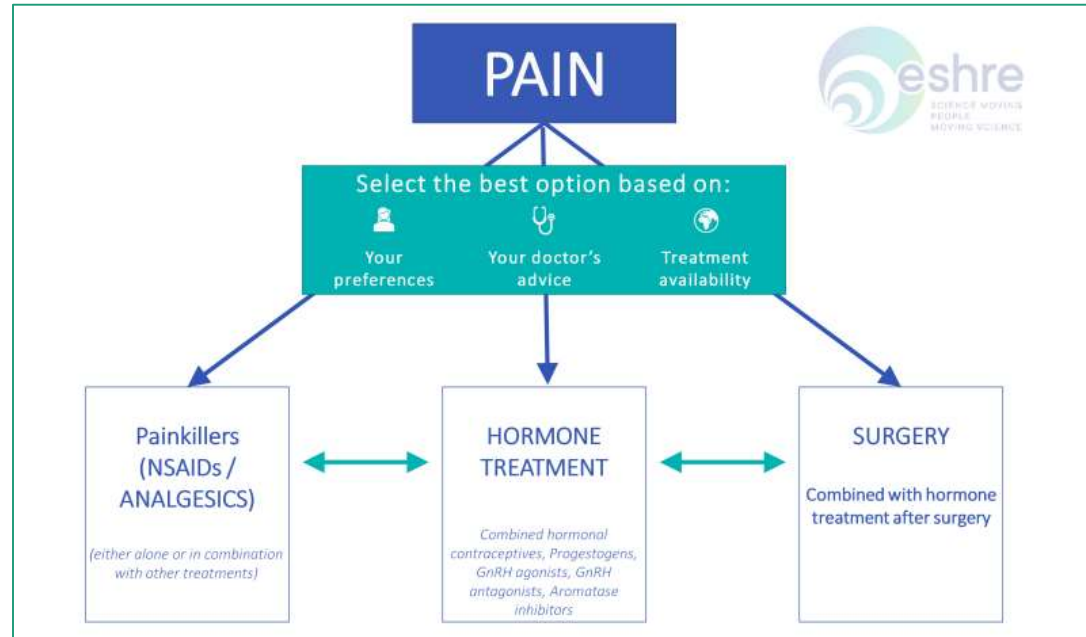 PAIN
eshre
SCIENCE MOVING
PEOPLE
MOVING SCIENCE
Select the best option based on:
Your
preferences
Your doctor's
advice
Treatment
availability
Painkillers
(NSAIDs /
ANALGESICS)
(either alone or in combination
with other treatments)
HORMONE
TREATMENT
Combined hormonal
contraceptives, Progestogens,
GnRH agonists, GnRH
antagonists, Aromatase
inhibitors
SURGERY
Combined with hormone
treatment after surgery